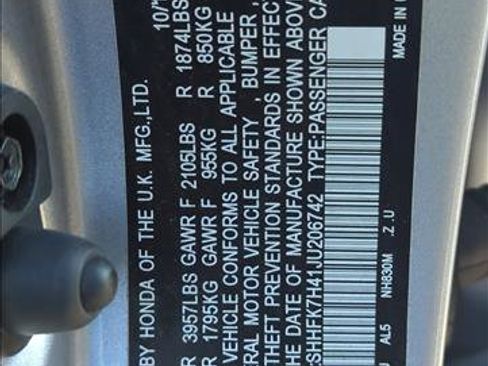 BY HONDA OF THE U.K. MFG.,LTD. 10/
R 3957LBS GAWR F 2105LBS R 1874LBS
R 1795KG GAWR F 955KG R 850KG
VEHICLE CONFORMS TO ALL APPLICABLE
ERAL MOTOR VEHICLE SAFETY , BUMPER ,
THEFT PREVENTION STANDARDS IN EFFECT
DATE OF MANUFACTURE SHOWN ABOVE
:SHHFK7H41JU206742 TYPE:PASSENGER CA
U AL5 NH830M .Z .U MADE IN